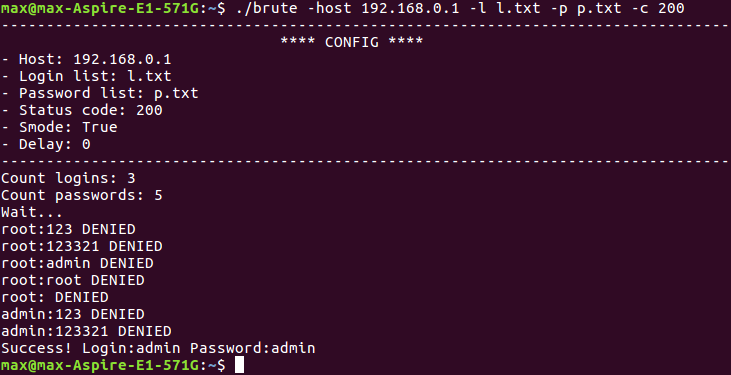 max@max-Aspire-E1-571G:~$ ./brute -host 192.168.0.1 -l l.txt -p p.txt -c 200
--------------------------------------------------------------------------------
**** CONFIG ****
- Host: 192.168.0.1
- Login list: l.txt
- Password list: p.txt
- Status code: 200
- Smode: True
- Delay: 0
--------------------------------------------------------------------------------
Count logins: 3
Count passwords: 5
Wait...
root:123 DENIED
root:123321 DENIED
root:admin DENIED
root:root DENIED
root: DENIED
admin:123 DENIED
admin:123321 DENIED
Success! Login:admin Password:admin
max@max-Aspire-E1-571G:~$